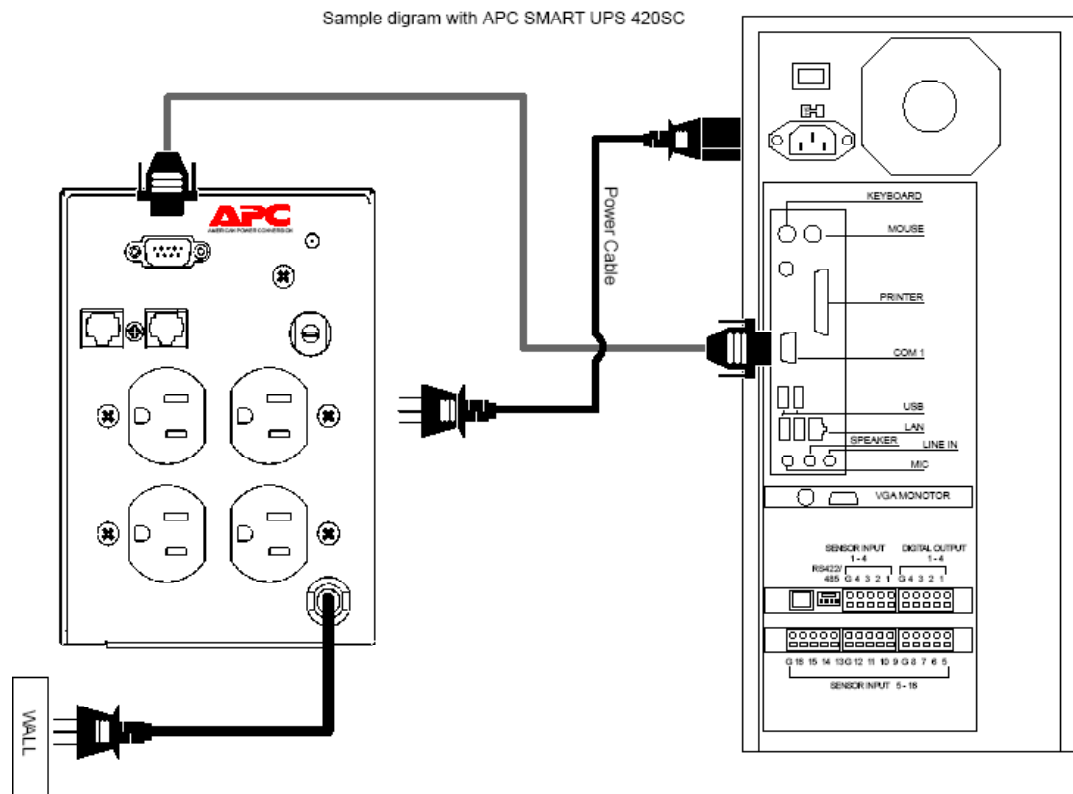 Sample digram with APC SMART UPS 420SC
APC
AMERICAN POWER CONVERSION
Power Cable
KEYBOARD
MOUSE
PRINTER
COM 1
USB
LAN
SPEAKER
LINE IN
MIC
VGA MONOTOR
SENSOR INPUT
1 - 4
DIGITAL OUTPUT
1 - 4
RS422/
485
G 4 3 2 1
G 4 3 2 1
G 16 15 14 13 G 12 11 10 9 G 8 7 6 5
SENSOR INPUT 5 - 16
WALL